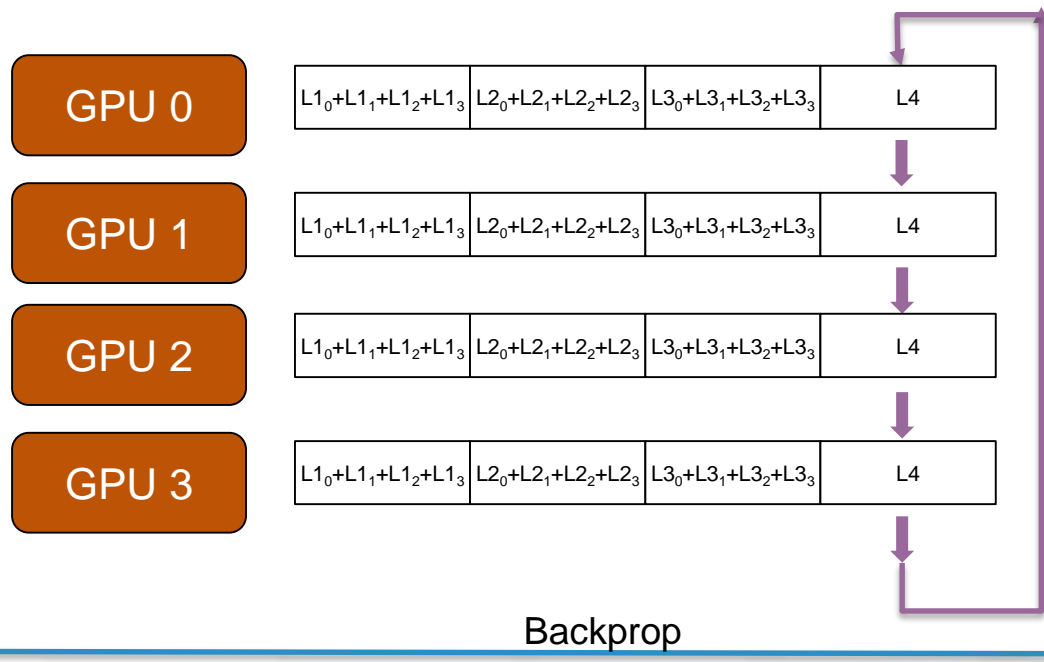 GPU 0 L1₀+L1₁+L1₂+L1₃ L2₀+L2₁+L2₂+L2₃ L3₀+L3₁+L3₂+L3₃ L4
GPU 1 L1₀+L1₁+L1₂+L1₃ L2₀+L2₁+L2₂+L2₃ L3₀+L3₁+L3₂+L3₃ L4
GPU 2 L1₀+L1₁+L1₂+L1₃ L2₀+L2₁+L2₂+L2₃ L3₀+L3₁+L3₂+L3₃ L4
GPU 3 L1₀+L1₁+L1₂+L1₃ L2₀+L2₁+L2₂+L2₃ L3₀+L3₁+L3₂+L3₃ L4
Backprop